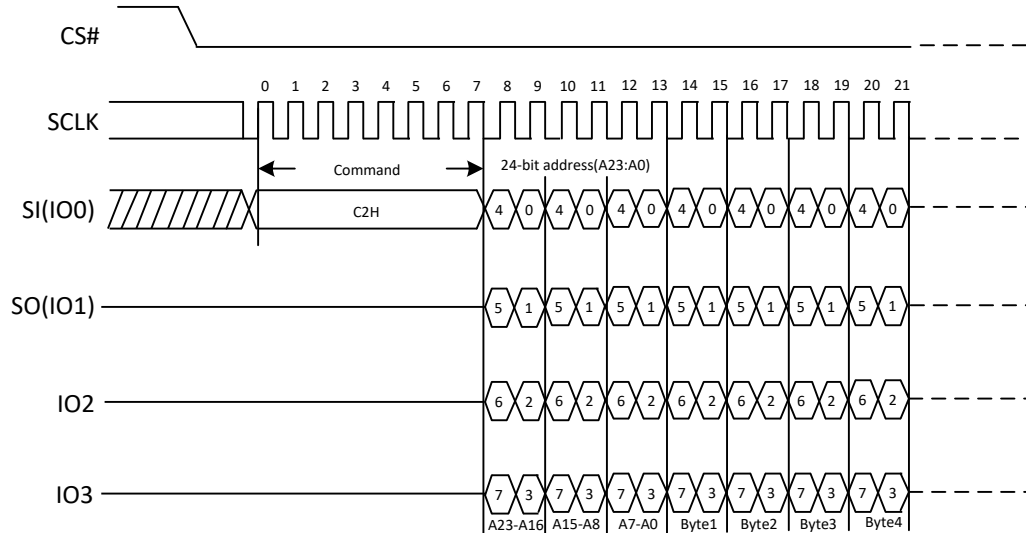 CS#
0 1 2 3 4 5 6 7 8 9 10 11 12 13 14 15 16 17 18 19 20 21
SCLK
Command
24-bit address(A23:A0)
SI(IO0)
C2H
4 0 4 0 4 0 4 0 4 0 4 0 4 0
SO(IO1)
5 1 5 1 5 1 5 1 5 1 5 1 5 1
IO2
6 2 6 2 6 2 6 2 6 2 6 2 6 2
IO3
7 3 7 3 7 3 7 3 7 3 7 3 7 3
A23-A16 A15-A8 A7-A0 Byte1 Byte2 Byte3 Byte4